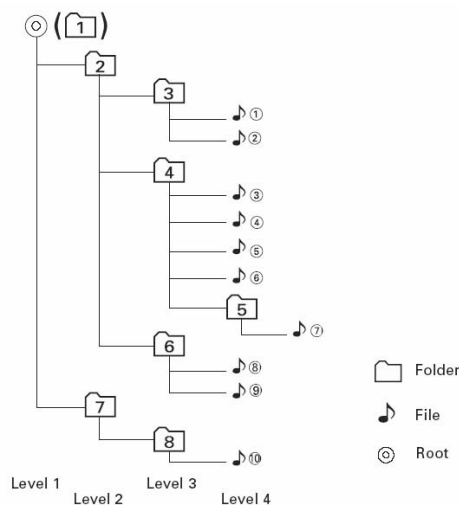 (1)
2
3
①
②
4
③
④
⑤
⑥
5
⑦
6
⑧
⑨
7
8
⑩
Folder
File
Root
Level 1
Level 2
Level 3
Level 4